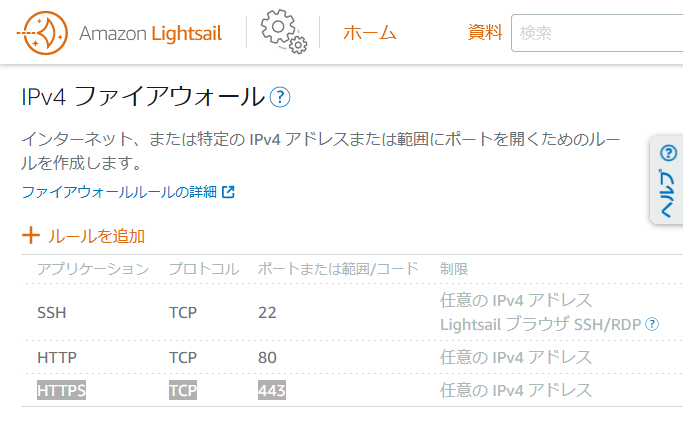 Amazon Lightsail ホーム 資料 検索
IPv4 ファイアウォール ?
インターネット、または特定の IPv4 アドレスまたは範囲にポートを開くためのルー
ルを作成します。
ファイアウォールルールの詳細
+ ルールを追加
アプリケーション プロトコル ポートまたは範囲/コード 制限
SSH TCP 22 任意の IPv4 アドレス
Lightsail ブラウザ SSH/RDP ?
HTTP TCP 80 任意の IPv4 アドレス
HTTPS TCP 443 任意の IPv4 アドレス
? ヘルプ